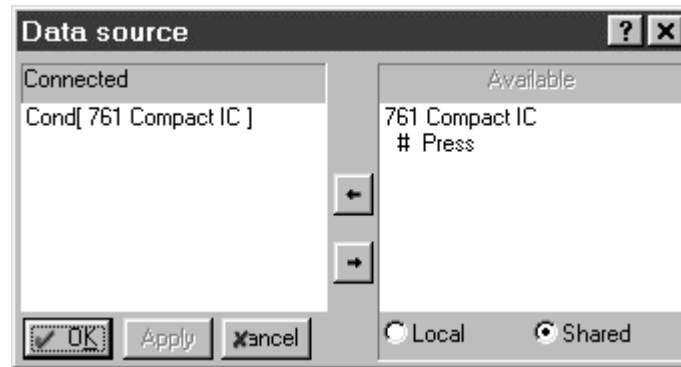 Data source
?
Connected
Available
Cond[ 761 Compact IC ]
761 Compact IC
# Press
OK
Apply
Xancel
Local
Shared